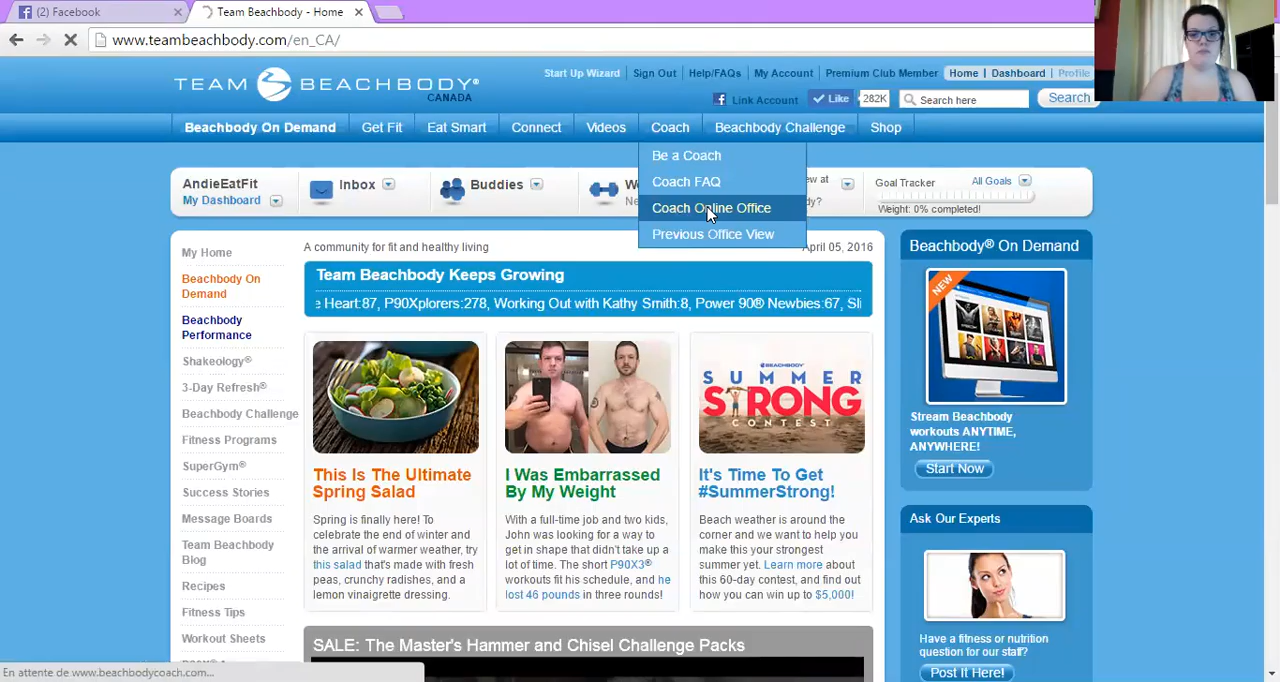 (2) Facebook
Team Beachbody - Home
www.teambeachbody.com/en_CA/
TEAM BEACHBODY®
CANADA
Start Up Wizard | Sign Out | Help/FAQs | My Account | Premium Club Member | Home | Dashboard | Profile
Link Account Like 282K Search here Search
Beachbody On Demand Get Fit Eat Smart Connect Videos Coach Beachbody Challenge Shop
Be a Coach
Coach FAQ
Coach Online Office
Previous Office View
AndieEatFit
My Dashboard
Inbox
Buddies
Goal Tracker All Goals
Weight: 0% completed!
My Home
Beachbody On
Demand
Beachbody
Performance
Shakeology®
3-Day Refresh®
Beachbody Challenge
Fitness Programs
SuperGym®
Success Stories
Message Boards
Team Beachbody
Blog
Recipes
Fitness Tips
Workout Sheets
A community for fit and healthy living April 05, 2016
Team Beachbody Keeps Growing
e Heart:87, P90Xplorers:278, Working Out with Kathy Smith:8, Power 90® Newbies:67, Sl
This Is The Ultimate
Spring Salad
Spring is finally here! To
celebrate the end of winter and
the arrival of warmer weather, try
this salad that's made with fresh
peas, crunchy radishes, and a
lemon vinaigrette dressing.
I Was Embarrassed
By My Weight
With a full-time job and two kids,
John was looking for a way to
get in shape that didn't take up a
lot of time. The short P90X3®
workouts fit his schedule, and he
lost 46 pounds in three rounds!
BEACHBODY
SUMMER
STRONG
CONTEST
It's Time To Get
#SummerStrong!
Beach weather is around the
corner and we want to help you
make this your strongest
summer yet. Learn more about
this 60-day contest, and find out
how you can win up to $5,000!
SALE: The Master's Hammer and Chisel Challenge Packs
Beachbody® On Demand
NEW
Stream Beachbody
workouts ANYTIME,
ANYWHERE!
Start Now
Ask Our Experts
Have a fitness or nutrition
question for our staff?
Post It Here!
En attente de www.beachbodycoach.com...